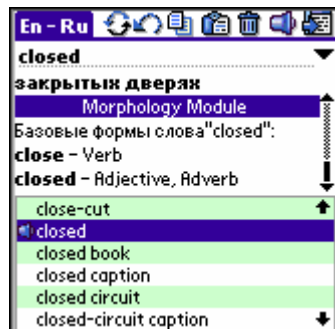 En - Ru
closed
закрытых дверях
Morphology Module
Базовые формы слова"closed":
close - Verb
closed - Adjective, Adverb
close-cut
closed
closed book
closed caption
closed circuit
closed-circuit caption